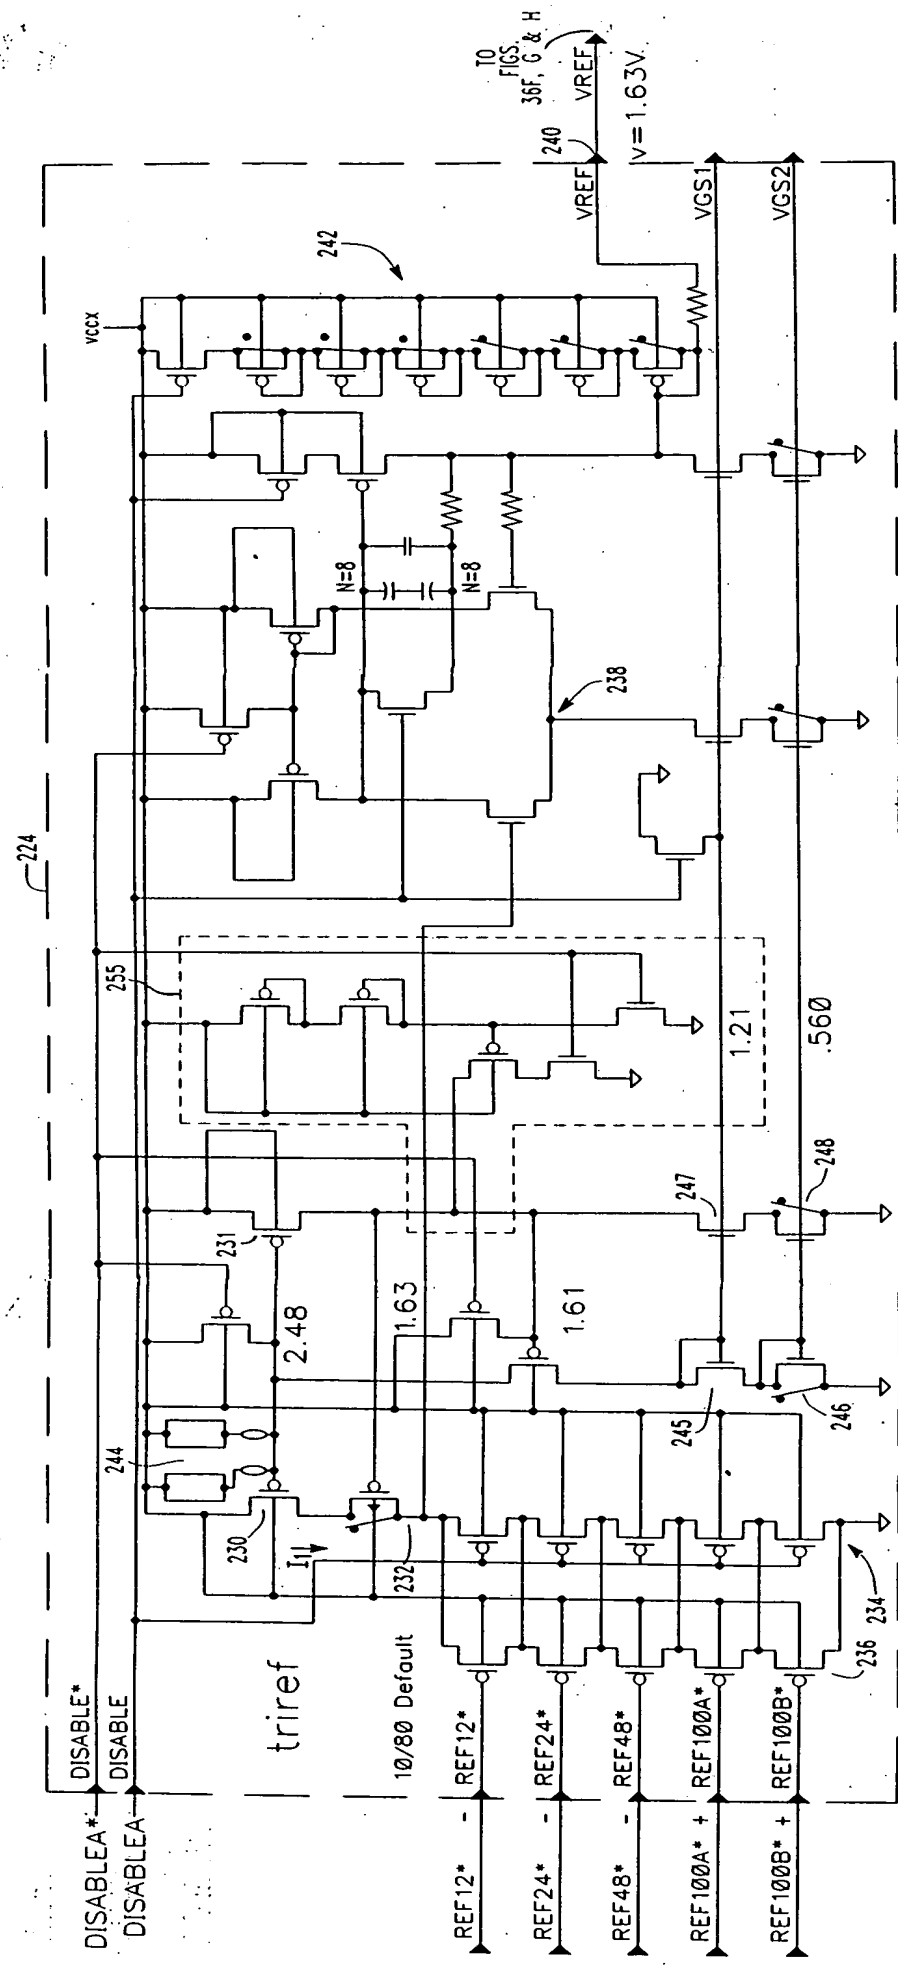 TO
FIGS.
36F, G & H
VREF
240
VREF
v=1.63V.
VGS1
VGS2
242
vccx
N=8
N=8
238
224
255
1.21
.560
231
2.48
1.63
1.61
247
248
244
245
246
230
I1
232
234
236
triref
10/80 Default
DISABLE*
DISABLE
DISABLEA*
DISABLEA
REF12*
REF24*
REF48*
REF100A*
REF100B*
REF12* -
REF24* -
REF48* -
REF100A* +
REF100B* +